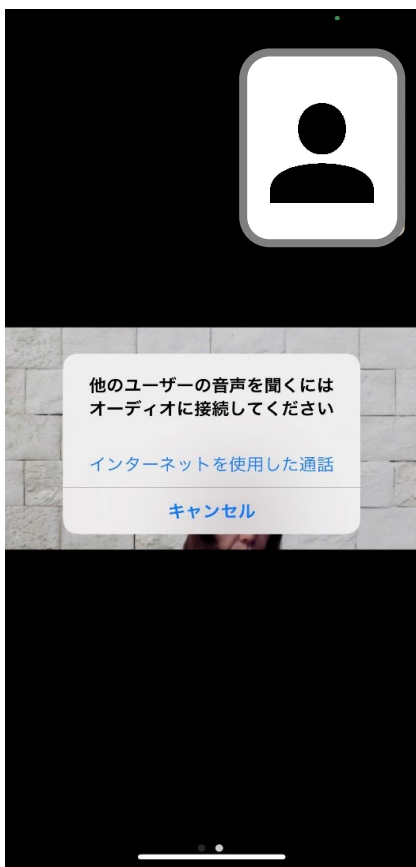 他のユーザーの音声を聞くには
オーディオに接続してください
インターネットを使用した通話
キャンセル